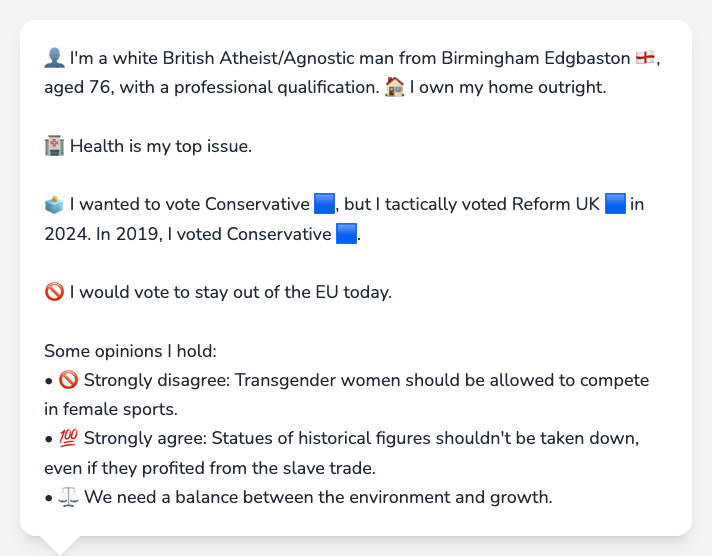 👤 I'm a white British Atheist/Agnostic man from Birmingham Edgbaston 🏴󠁧󠁢󠁥󠁮󠁧󠁿,
aged 76, with a professional qualification. 🏠 I own my home outright.
🏥 Health is my top issue.
🗳️ I wanted to vote Conservative 🟦, but I tactically voted Reform UK 🟦 in
2024. In 2019, I voted Conservative 🟦.
🚫 I would vote to stay out of the EU today.
Some opinions I hold:
• 🚫 Strongly disagree: Transgender women should be allowed to compete
in female sports.
• 💯 Strongly agree: Statues of historical figures shouldn't be taken down,
even if they profited from the slave trade.
• ⚖️ We need a balance between the environment and growth.